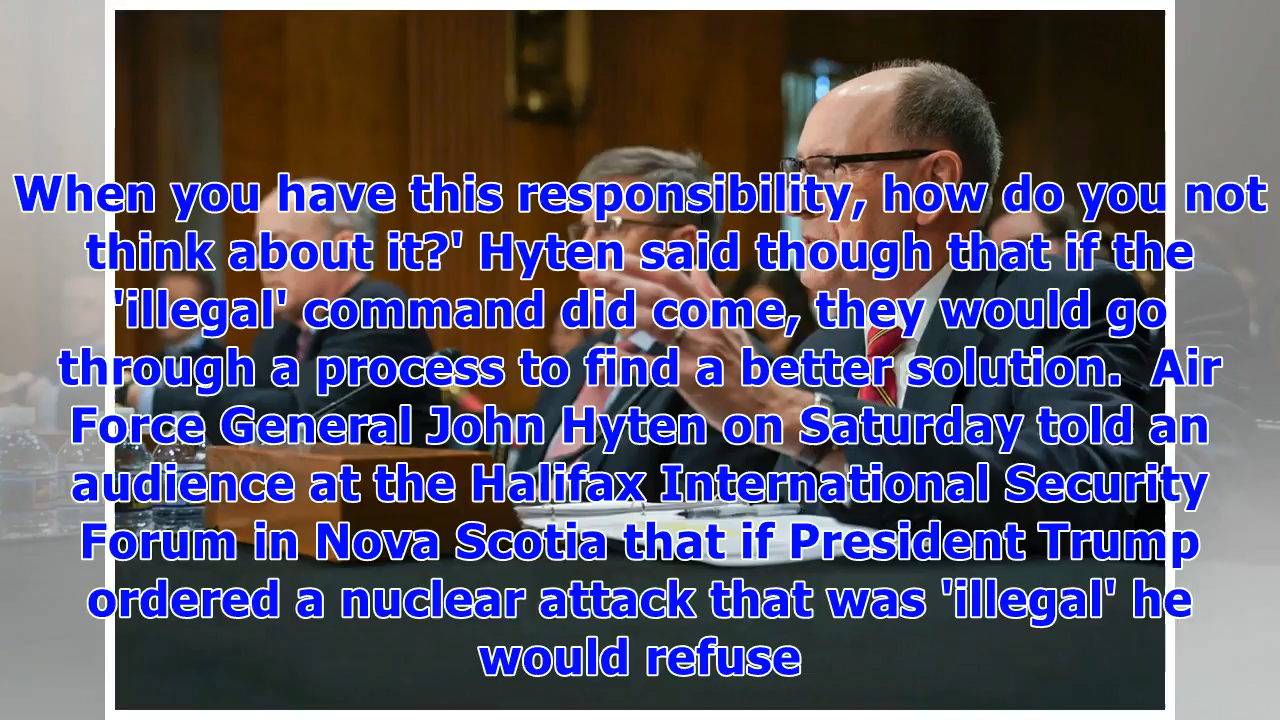 When you have this responsibility, how do you not
think about it?' Hyten said though that if the
'illegal' command did come, they would go
through a process to find a better solution.  Air
Force General John Hyten on Saturday told an
audience at the Halifax International Security
Forum in Nova Scotia that if President Trump
ordered a nuclear attack that was 'illegal' he
would refuse